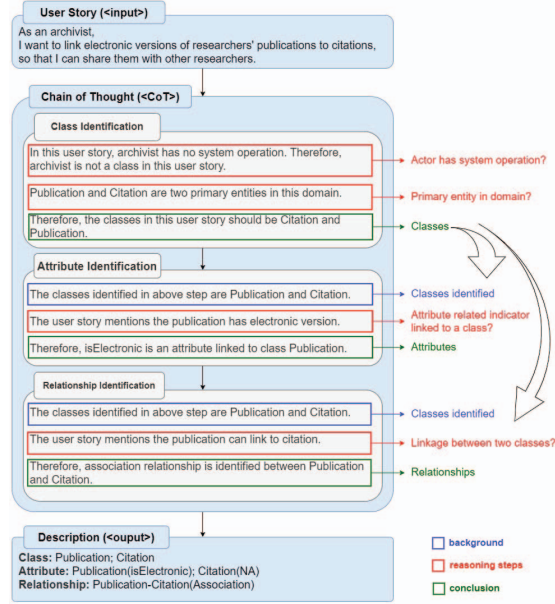 User Story (<input>)
As an archivist,
I want to link electronic versions of researchers' publications to citations,
so that I can share them with other researchers.
Chain of Thought (<CoT>)
Class Identification
In this user story, archivist has no system operation. Therefore,
archivist is not a class in this user story.
Actor has system operation?
Publication and Citation are two primary entities in this domain.
Primary entity in domain?
Therefore, the classes in this user story should be Citation and
Publication.
Classes
Attribute Identification
The classes identified in above step are Publication and Citation.
Classes identified
The user story mentions the publication has electronic version.
Attribute related indicator
linked to a class?
Therefore, isElectronic is an attribute linked to class Publication.
Attributes
Relationship Identification
The classes identified in above step are Publication and Citation.
Classes identified
The user story mentions the publication can link to citation.
Linkage between two classes?
Therefore, association relationship is identified between Publication
and Citation.
Relationships
Description (<ouput>)
Class: Publication; Citation
Attribute: Publication(isElectronic); Citation(NA)
Relationship: Publication-Citation(Association)
background
reasoning steps
conclusion